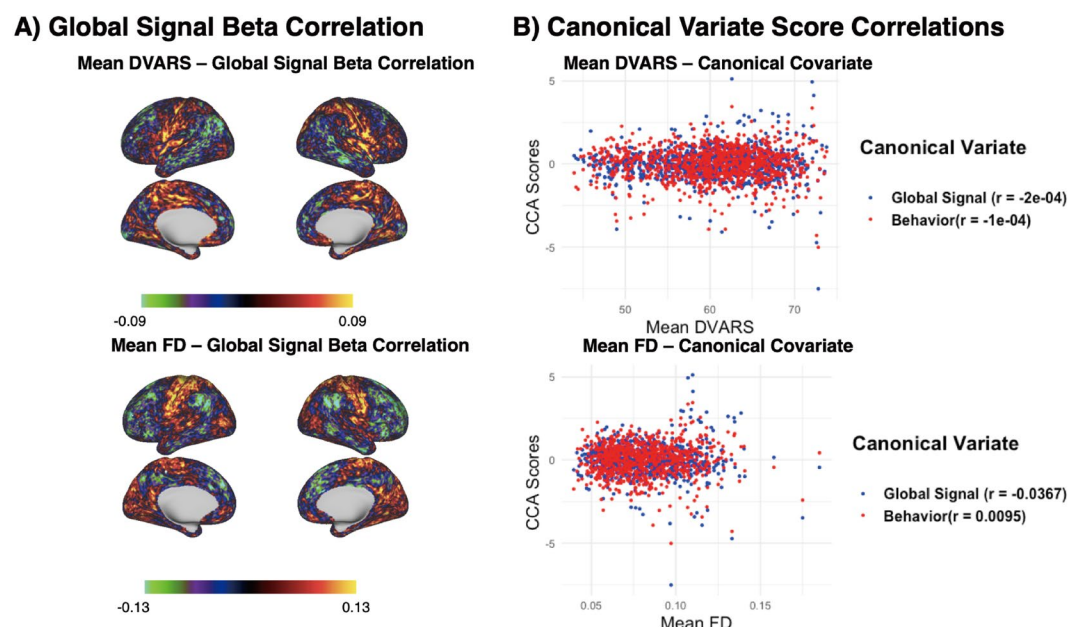 A) Global Signal Beta Correlation
Mean DVARS – Global Signal Beta Correlation
-0.09
0.09
Mean FD – Global Signal Beta Correlation
-0.13
0.13
B) Canonical Variate Score Correlations
Mean DVARS – Canonical Covariate
5
0
-5
CCA Scores
50
60
70
Mean DVARS
Canonical Variate
Global Signal (r = -2e-04)
Behavior(r = -1e-04)
Mean FD – Canonical Covariate
5
0
-5
CCA Scores
0.05
0.10
0.15
Mean FD
Canonical Variate
Global Signal (r = -0.0367)
Behavior(r = 0.0095)